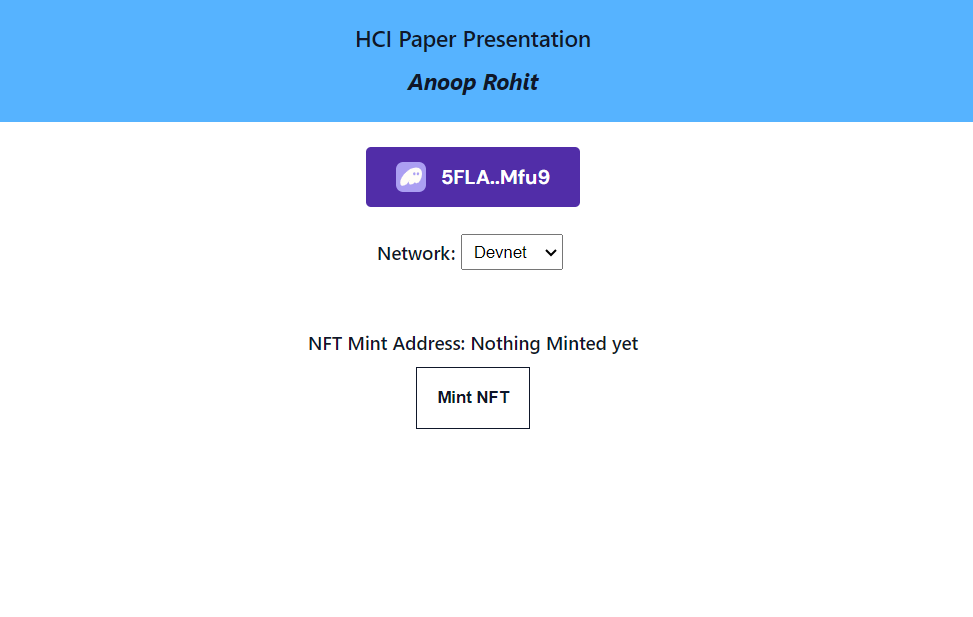 HCI Paper Presentation
Anoop Rohit
5FLA..Mfu9
Network: Devnet
NFT Mint Address: Nothing Minted yet
Mint NFT